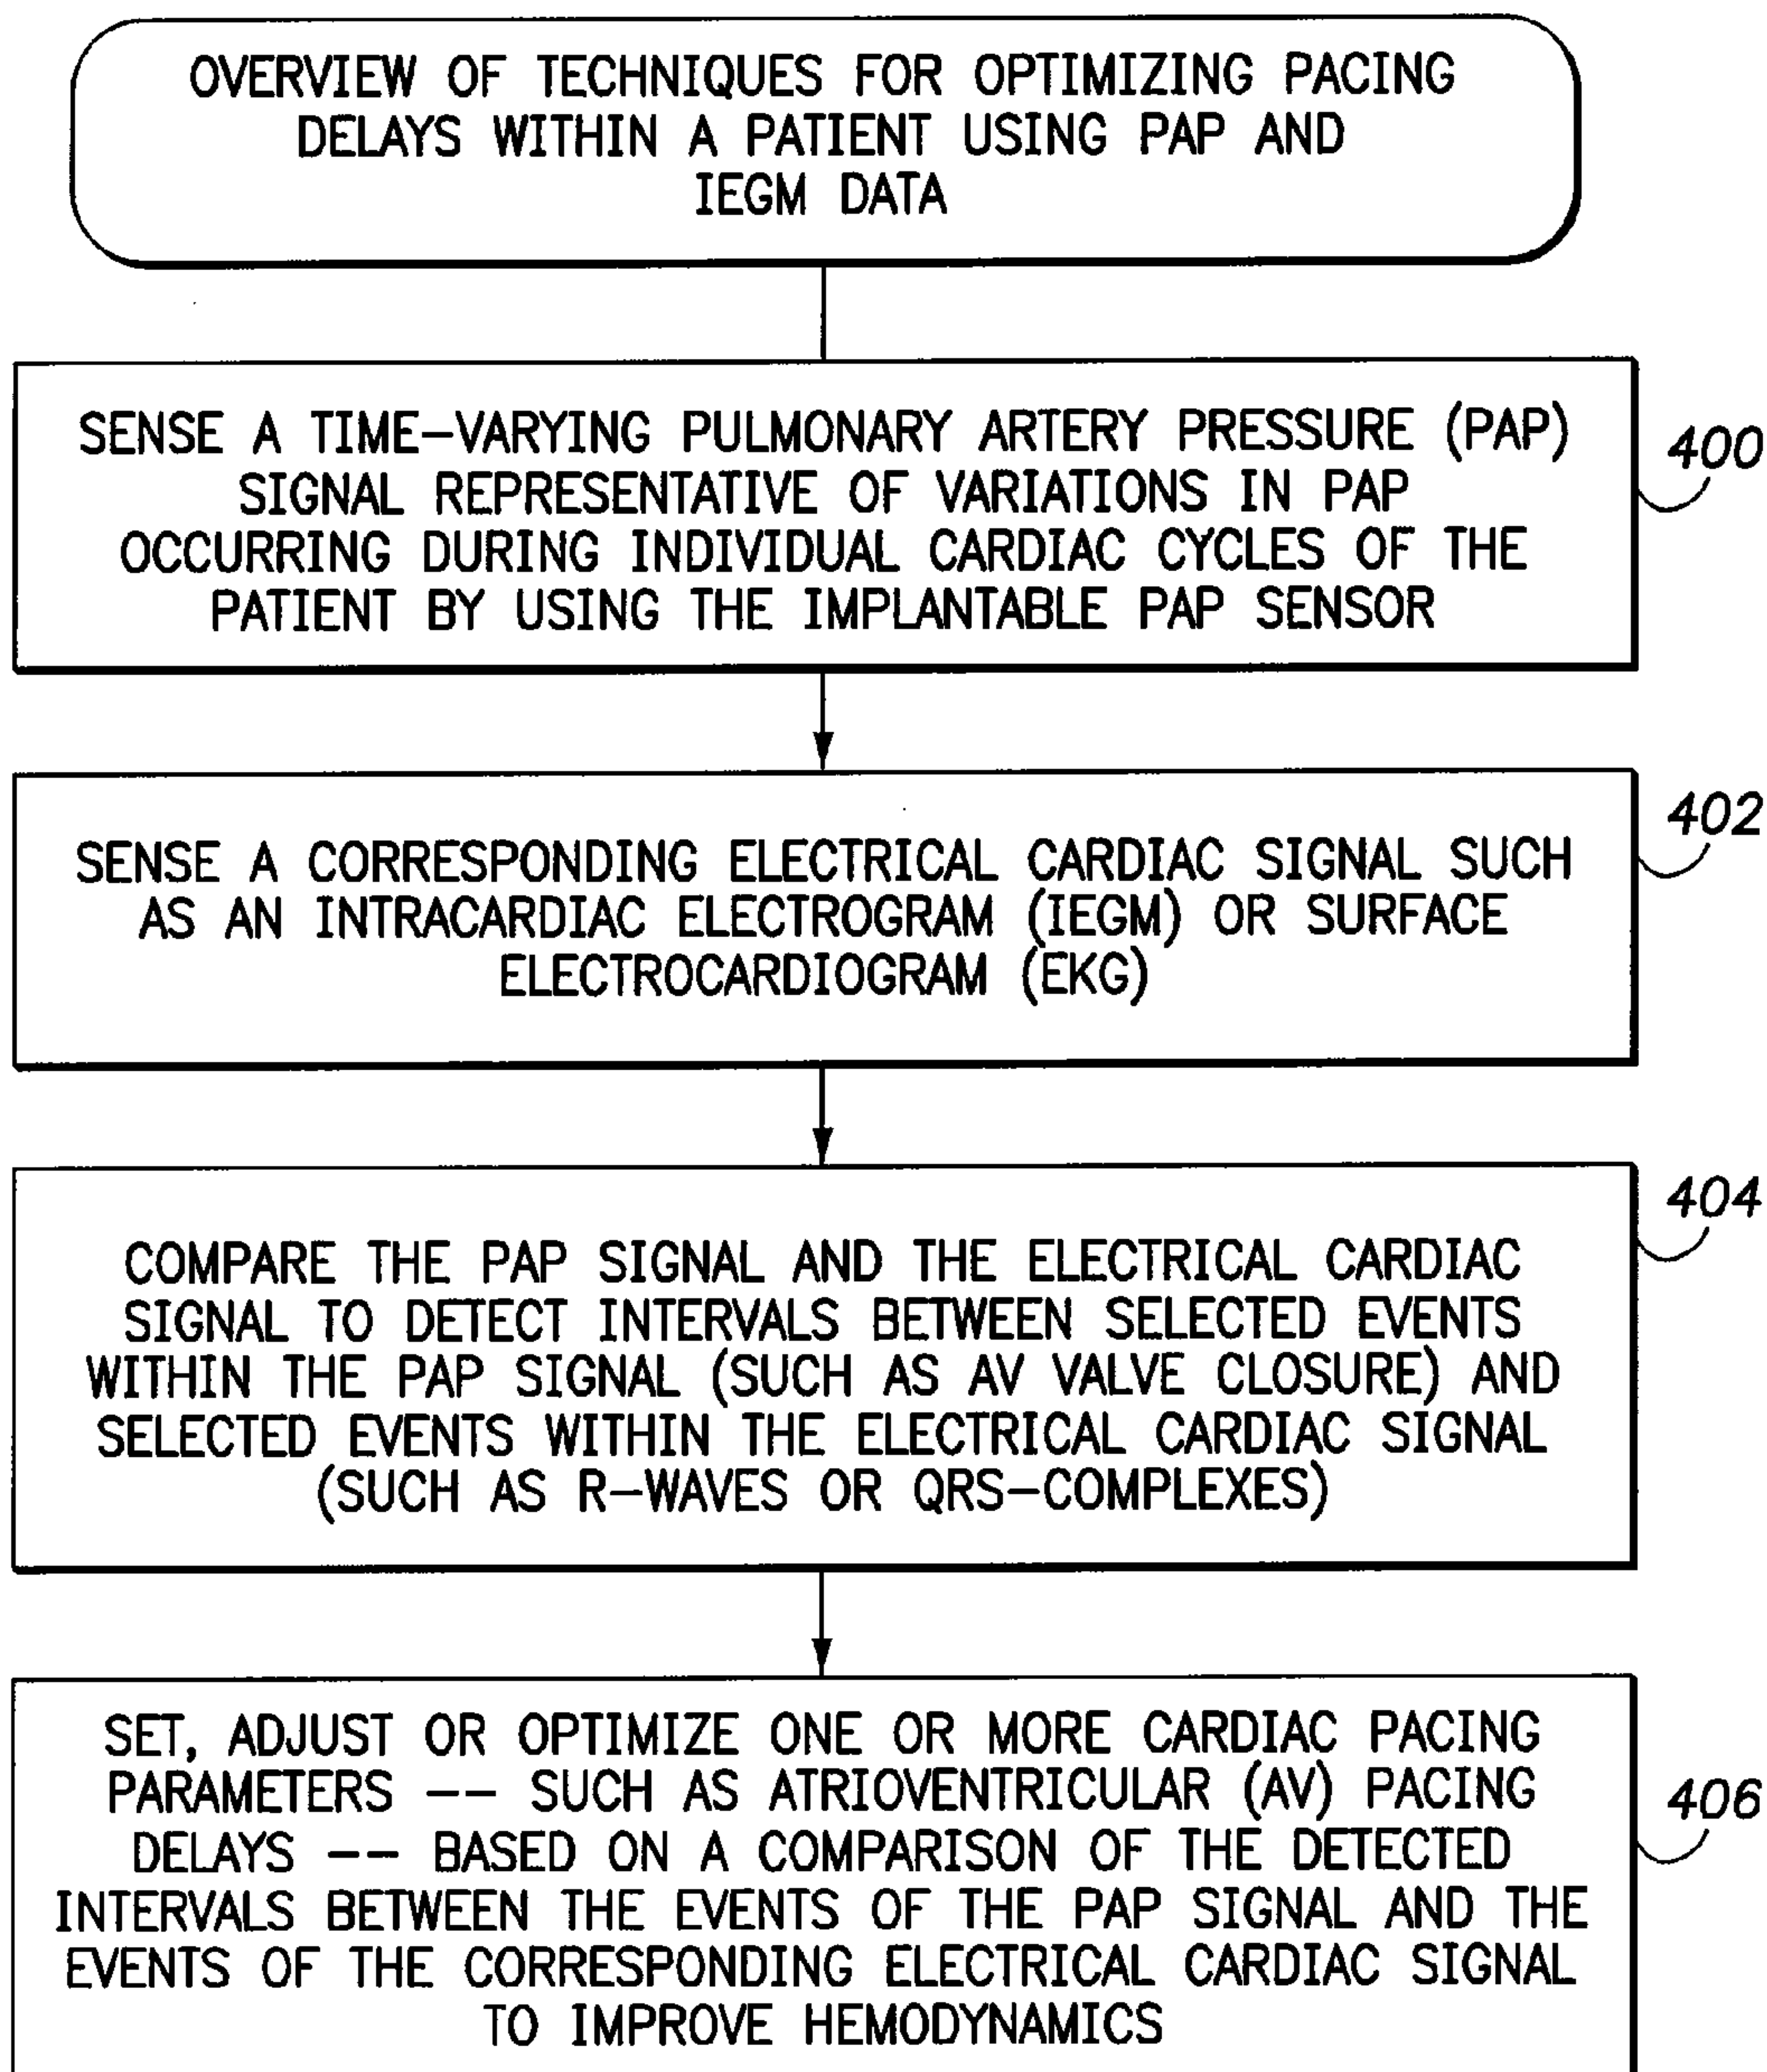 OVERVIEW OF TECHNIQUES FOR OPTIMIZING PACING
DELAYS WITHIN A PATIENT USING PAP AND
IEGM DATA
SENSE A TIME–VARYING PULMONARY ARTERY PRESSURE (PAP)
SIGNAL REPRESENTATIVE OF VARIATIONS IN PAP
OCCURRING DURING INDIVIDUAL CARDIAC CYCLES OF THE
PATIENT BY USING THE IMPLANTABLE PAP SENSOR
400
SENSE A CORRESPONDING ELECTRICAL CARDIAC SIGNAL SUCH
AS AN INTRACARDIAC ELECTROGRAM (IEGM) OR SURFACE
ELECTROCARDIOGRAM (EKG)
402
COMPARE THE PAP SIGNAL AND THE ELECTRICAL CARDIAC
SIGNAL TO DETECT INTERVALS BETWEEN SELECTED EVENTS
WITHIN THE PAP SIGNAL (SUCH AS AV VALVE CLOSURE) AND
SELECTED EVENTS WITHIN THE ELECTRICAL CARDIAC SIGNAL
(SUCH AS R–WAVES OR QRS–COMPLEXES)
404
SET, ADJUST OR OPTIMIZE ONE OR MORE CARDIAC PACING
PARAMETERS –– SUCH AS ATRIOVENTRICULAR (AV) PACING
DELAYS –– BASED ON A COMPARISON OF THE DETECTED
INTERVALS BETWEEN THE EVENTS OF THE PAP SIGNAL AND THE
EVENTS OF THE CORRESPONDING ELECTRICAL CARDIAC SIGNAL
TO IMPROVE HEMODYNAMICS
406